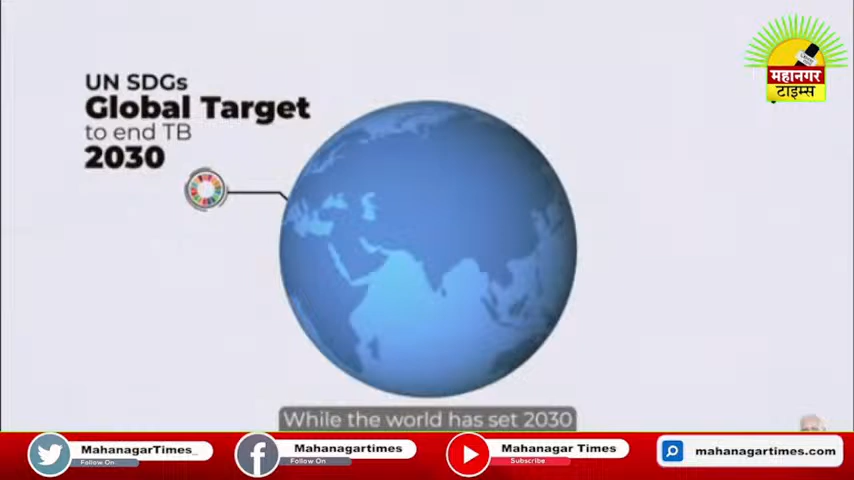 UN SDGs
Global Target
to end TB
2030
महानगर
टाइम्स
While the world has set 2030
MahanagarTimes_
Follow On
Mahanagartimes
Follow On
Mahanagar Times
Subscribe
mahanagartimes.com